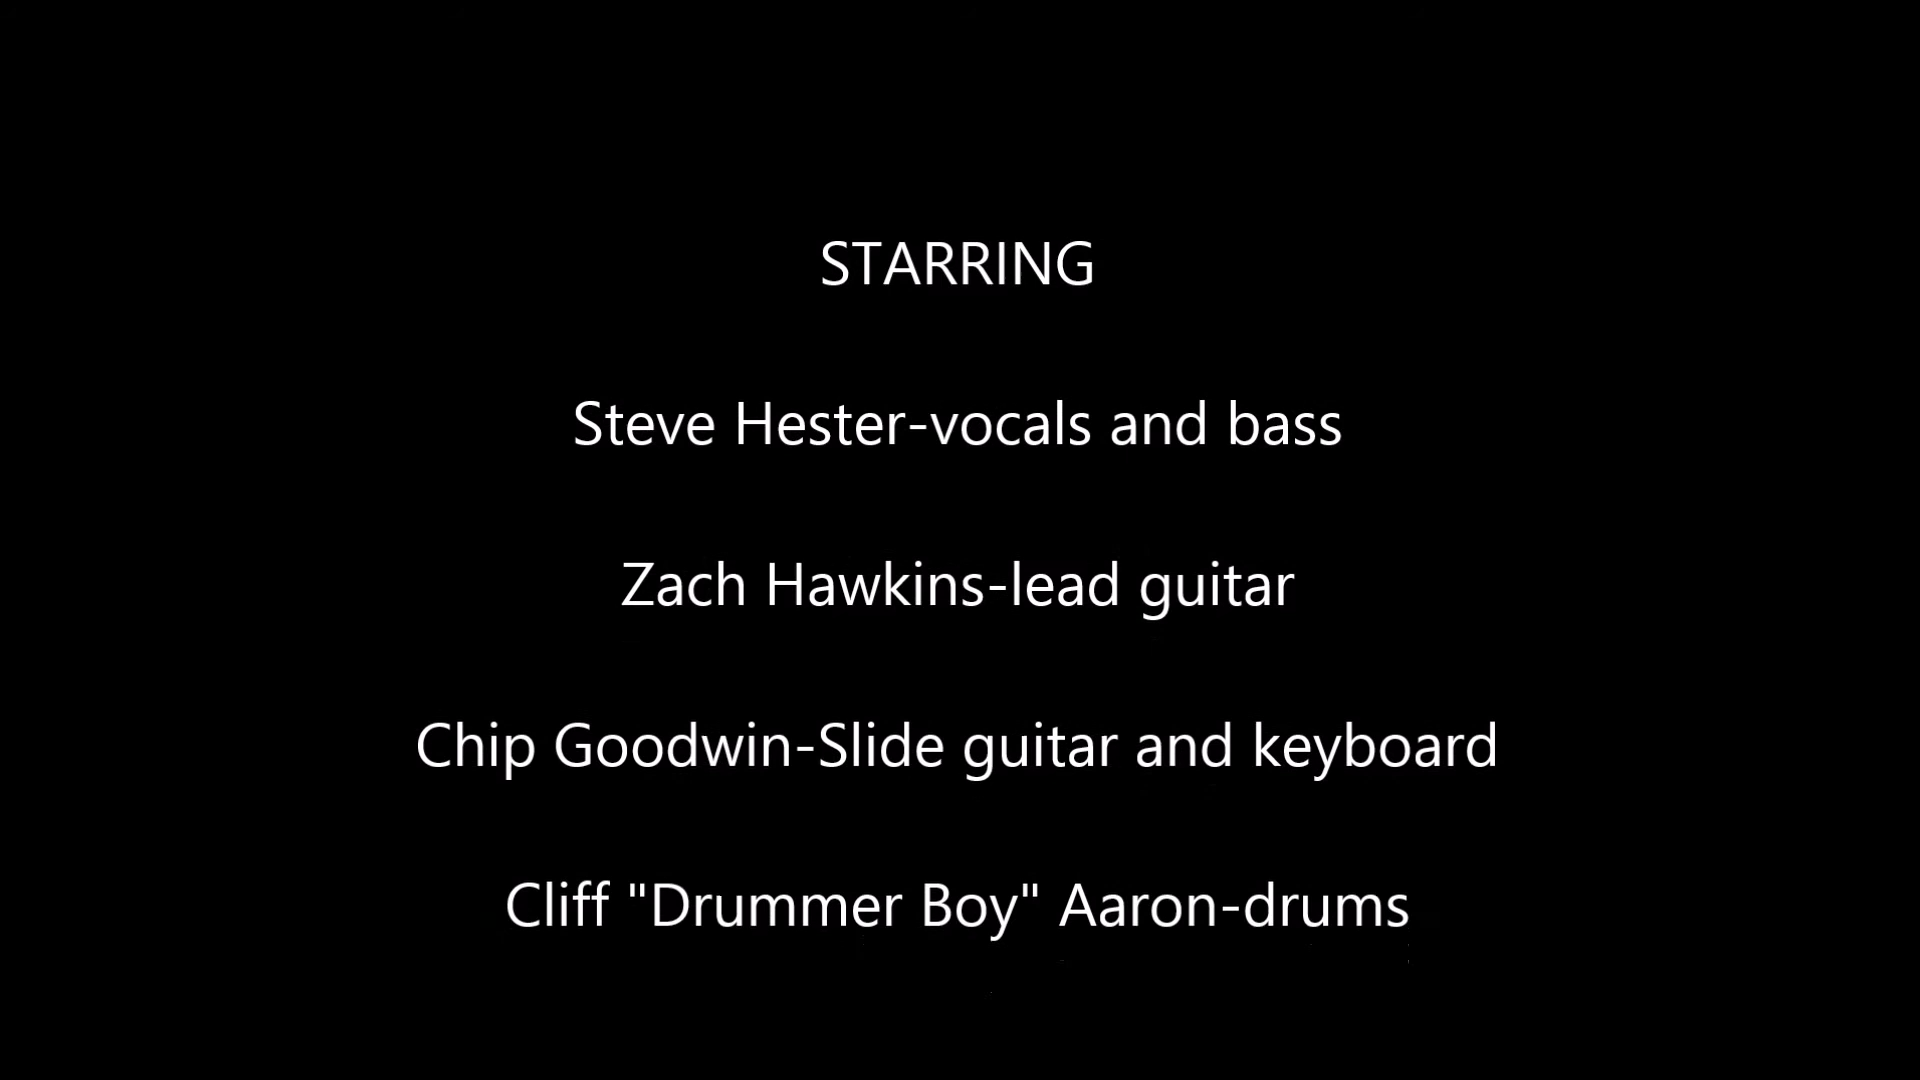 STARRING
Steve Hester-vocals and bass
Zach Hawkins-lead guitar
Chip Goodwin-Slide guitar and keyboard
Cliff "Drummer Boy" Aaron-drums